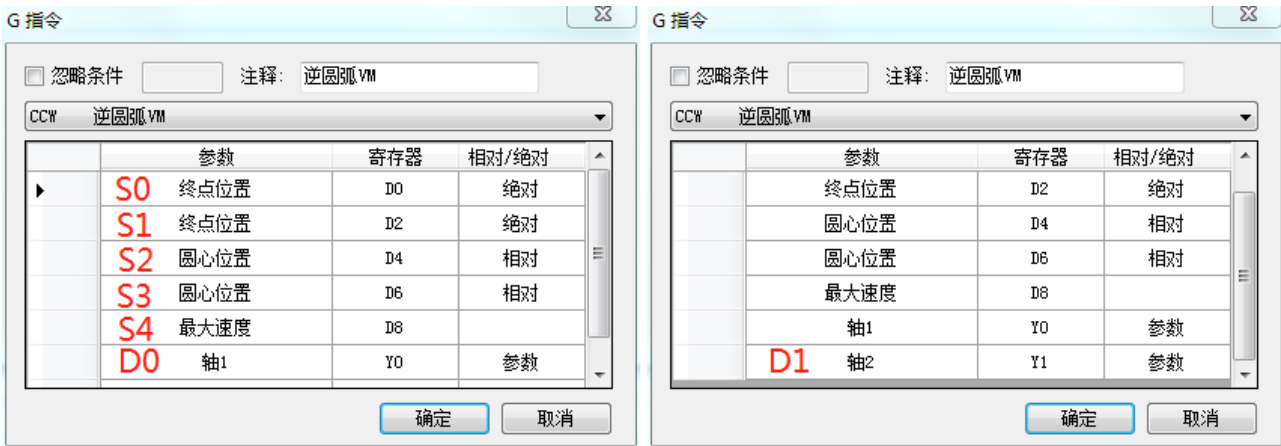 G 指令
忽略条件 注释: 逆圆弧VM
CCW 逆圆弧VM
参数 寄存器 相对/绝对
S0 终点位置 D0 绝对
S1 终点位置 D2 绝对
S2 圆心位置 D4 相对
S3 圆心位置 D6 相对
S4 最大速度 D8
D0 轴1 Y0 参数
确定 取消
G 指令
忽略条件 注释: 逆圆弧VM
CCW 逆圆弧VM
参数 寄存器 相对/绝对
终点位置 D2 绝对
圆心位置 D4 相对
圆心位置 D6 相对
最大速度 D8
轴1 Y0 参数
D1 轴2 Y1 参数
确定 取消